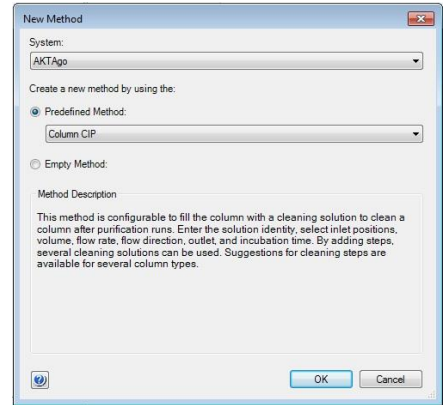 New Method
System:
AKTAgo
Create a new method by using the:
Predefined Method:
Column CIP
Empty Method:
Method Description
This method is configurable to fill the column with a cleaning solution to clean a
column after purification runs. Enter the solution identity, select inlet positions,
volume, flow rate, flow direction, outlet, and incubation time. By adding steps,
several cleaning solutions can be used. Suggestions for cleaning steps are
available for several column types.
OK Cancel